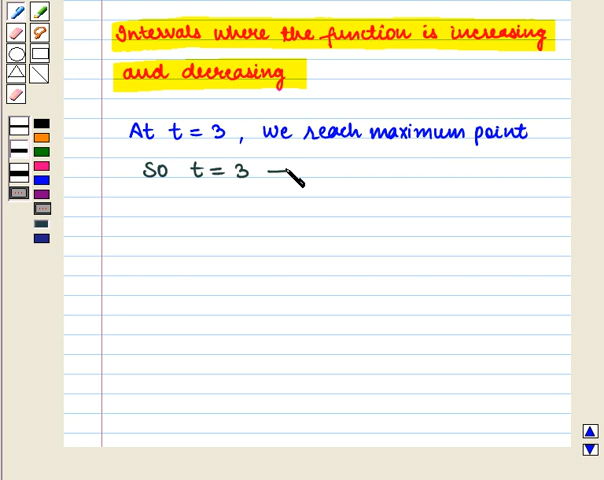 Intervals where the function is increasing
and decreasing
At t = 3 , we reach maximum point
So t = 3 —